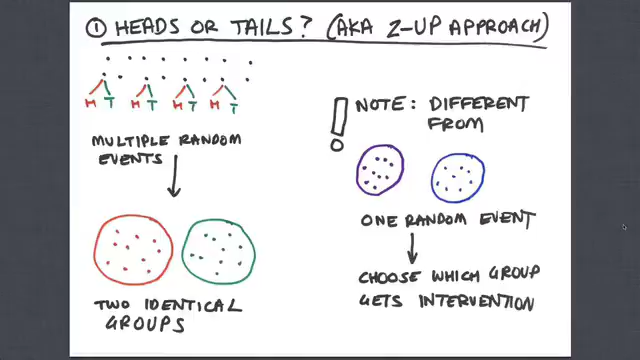 ① HEADS OR TAILS? (AKA 2-UP APPROACH)
H T H T H T H T
MULTIPLE RANDOM
EVENTS
TWO IDENTICAL
GROUPS
! NOTE: DIFFERENT
FROM
ONE RANDOM EVENT
CHOOSE WHICH GROUP
GETS INTERVENTION